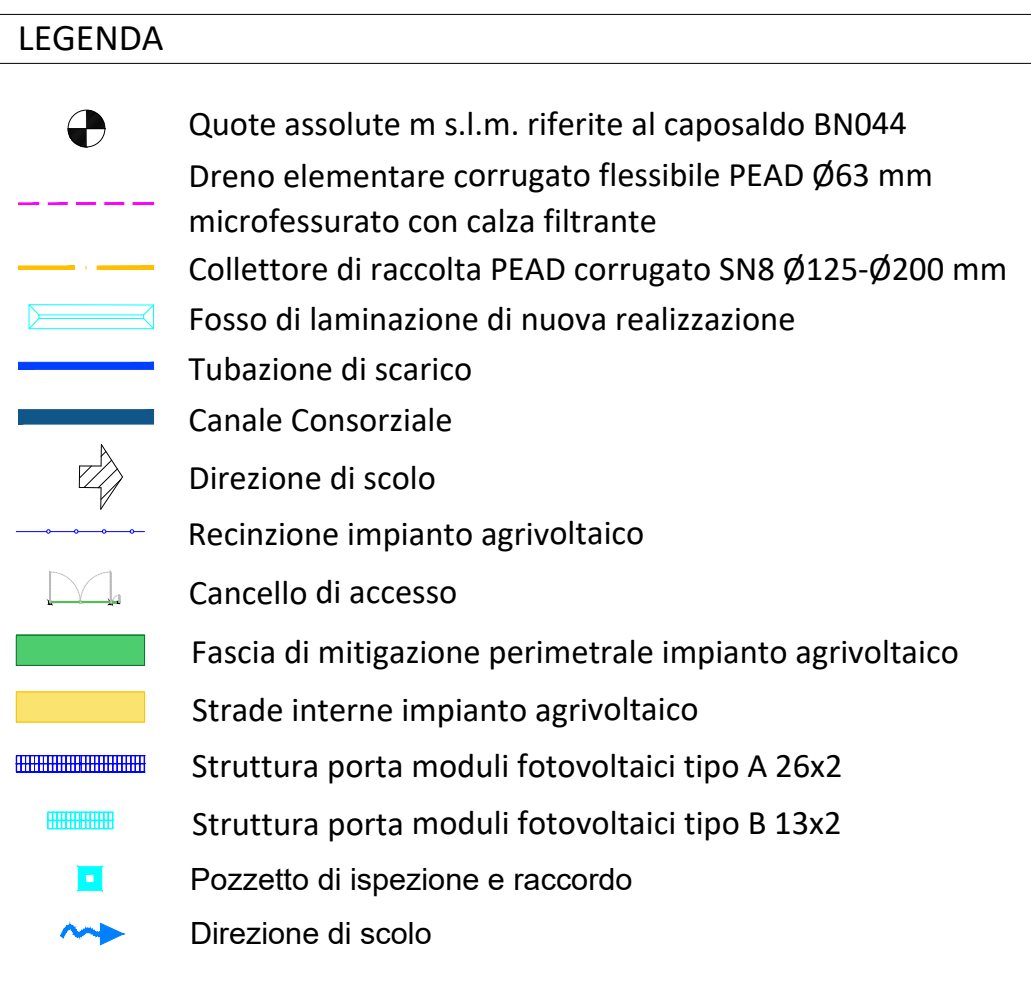 LEGENDA
Quote assolute m s.l.m. riferite al caposaldo BN044
Dreno elementare corrugato flessibile PEAD Ø63 mm
microfessurato con calza filtrante
Collettore di raccolta PEAD corrugato SN8 Ø125-Ø200 mm
Fosso di laminazione di nuova realizzazione
Tubazione di scarico
Canale Consorziale
Direzione di scolo
Recinzione impianto agrivoltaico
Cancello di accesso
Fascia di mitigazione perimetrale impianto agrivoltaico
Strade interne impianto agrivoltaico
Struttura porta moduli fotovoltaici tipo A 26x2
Struttura porta moduli fotovoltaici tipo B 13x2
Pozzetto di ispezione e raccordo
Direzione di scolo